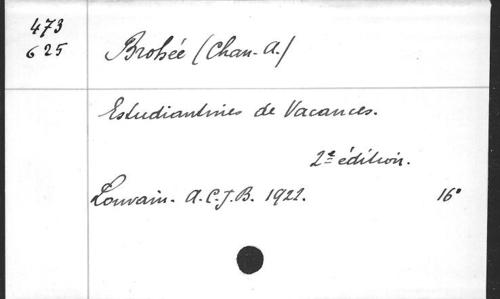 473
625
Brohée (Chan. A.)
Estudiantines de Vacances.
2e édition.
Louvain. A.C.J.B. 1922. 16°